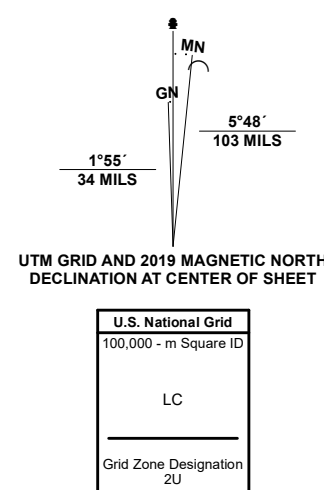 MN
GN
5°48´
103 MILS
1°55´
34 MILS
UTM GRID AND 2019 MAGNETIC NORTH
DECLINATION AT CENTER OF SHEET
U.S. National Grid
100,000 - m Square ID
LC
Grid Zone Designation
2U